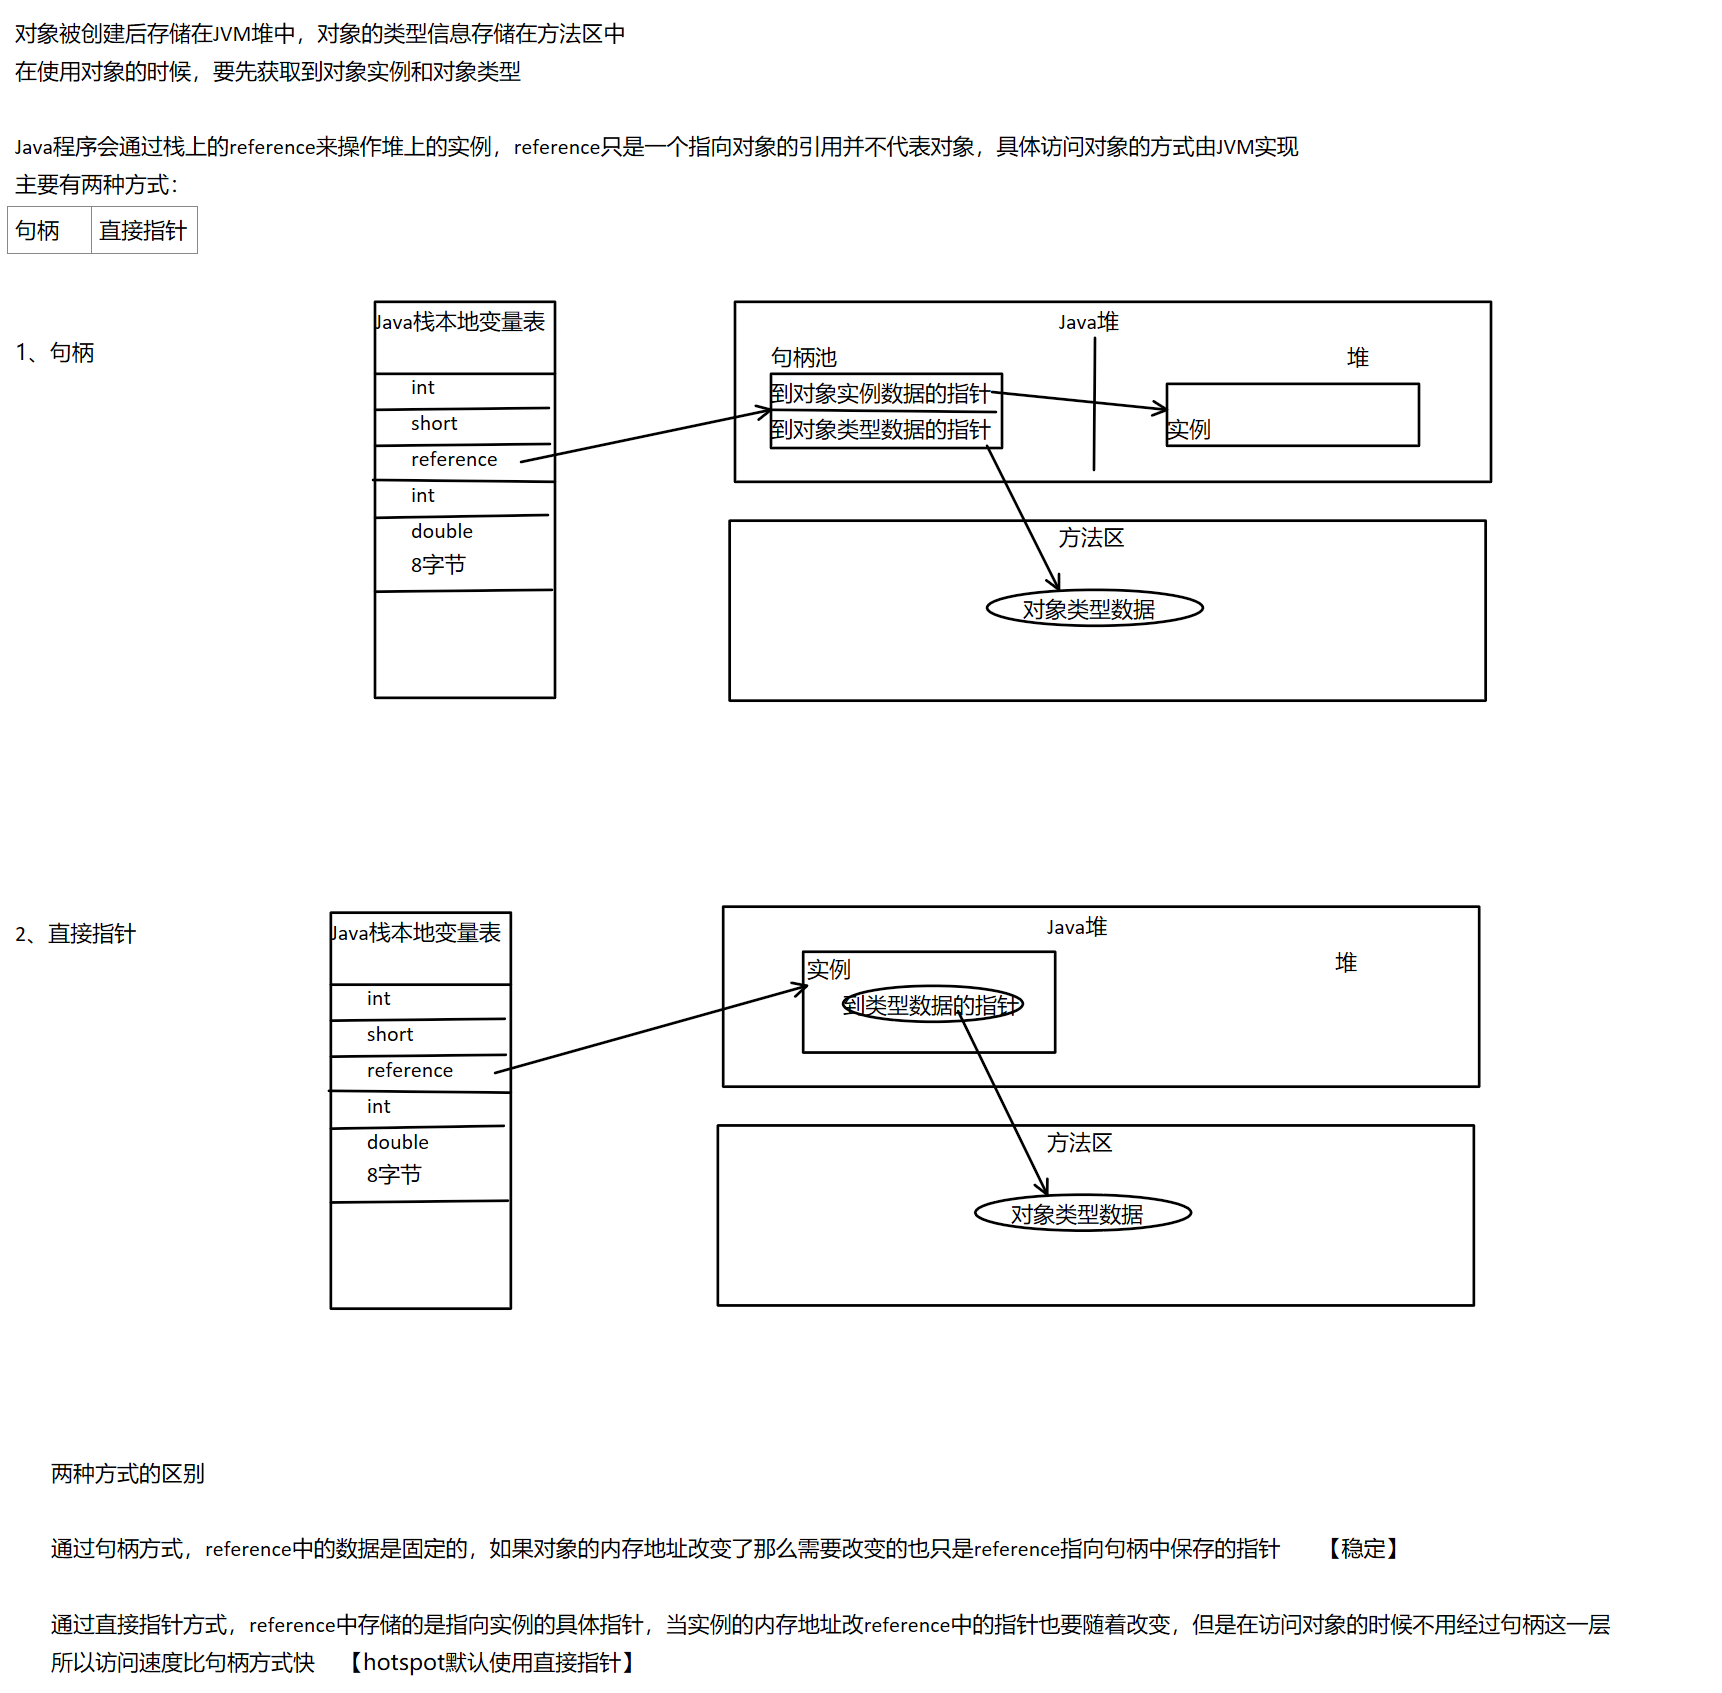 对象被创建后存储在JVM堆中，对象的类型信息存储在方法区中
在使用对象的时候，要先获取到对象实例和对象类型
Java程序会通过栈上的reference来操作堆上的实例，reference只是一个指向对象的引用并不代表对象，具体访问对象的方式由JVM实现
主要有两种方式：
句柄 直接指针
1、句柄
Java栈本地变量表
int
short
reference
int
double
8字节
Java堆
句柄池
堆
到对象实例数据的指针
到对象类型数据的指针
实例
方法区
对象类型数据
2、直接指针
Java栈本地变量表
int
short
reference
int
double
8字节
Java堆
堆
实例
到类型数据的指针
方法区
对象类型数据
两种方式的区别
通过句柄方式，reference中的数据是固定的，如果对象的内存地址改变了那么需要改变的也只是reference指向句柄中保存的指针 【稳定】
通过直接指针方式，reference中存储的是指向实例的具体指针，当实例的内存地址改reference中的指针也要随着改变，但是在访问对象的时候不用经过句柄这一层
所以访问速度比句柄方式快 【hotspot默认使用直接指针】